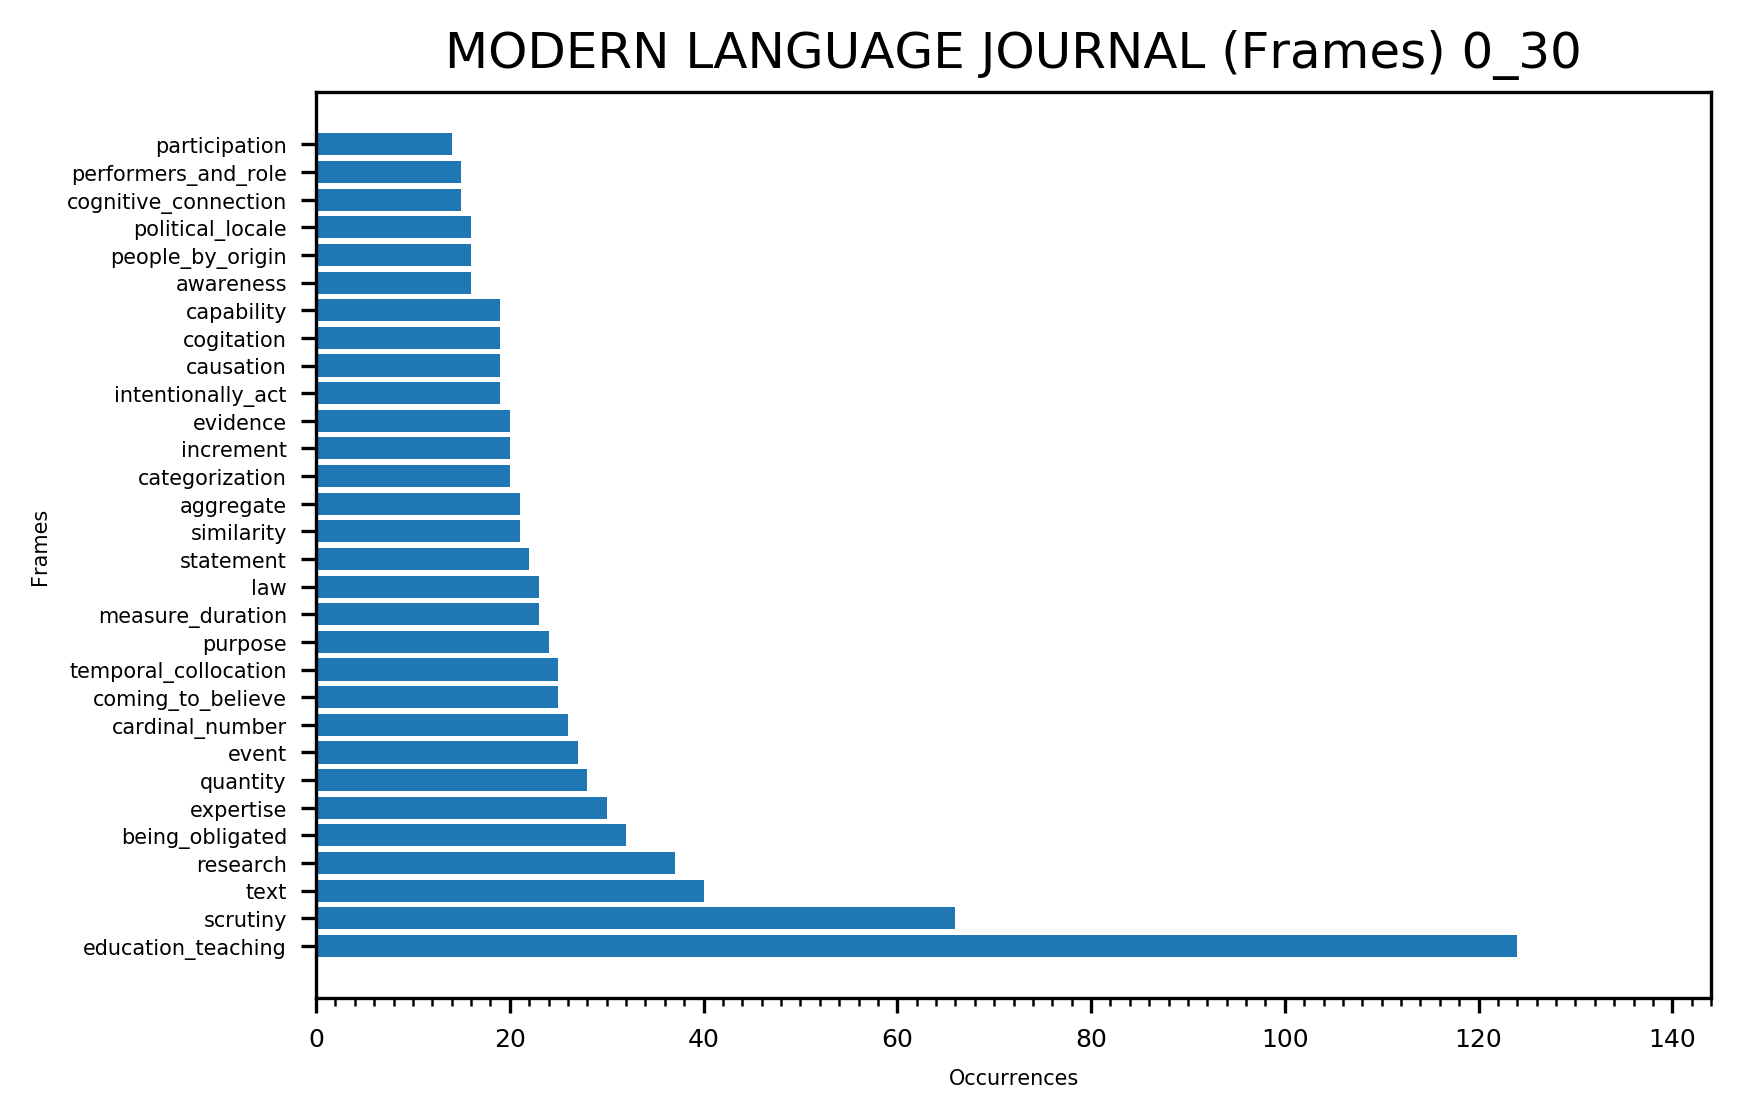 MODERN LANGUAGE JOURNAL (Frames) 0_30
participation
performers_and_role
cognitive_connection
political_locale
people_by_origin
awareness
capability
cogitation
causation
intentionally_act
evidence
increment
categorization
aggregate
similarity
statement
law
measure_duration
purpose
temporal_collocation
coming_to_believe
cardinal_number
event
quantity
expertise
being_obligated
research
text
scrutiny
education_teaching
Frames
0 20 40 60 80 100 120 140
Occurrences